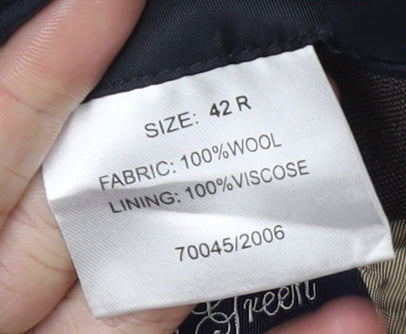 SIZE: 42 R
FABRIC: 100%WOOL
LINING: 100%VISCOSE
70045/2006
Green